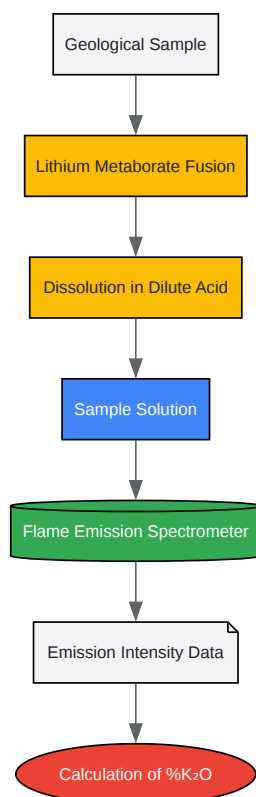 Geological Sample
Lithium Metaborate Fusion
Dissolution in Dilute Acid
Sample Solution
Flame Emission Spectrometer
Emission Intensity Data
Calculation of %K₂O